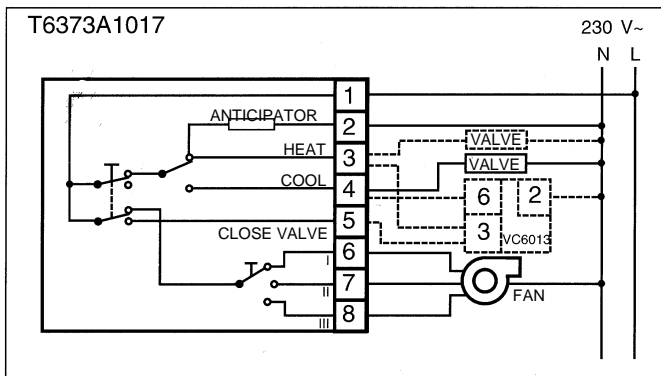 T6373A1017
230 V~
N L
1
ANTICIPATOR
2
VALVE
HEAT
3
VALVE
COOL
4
6 2
5
CLOSE VALVE
3 VC6013
6
I
7
II
FAN
8
III